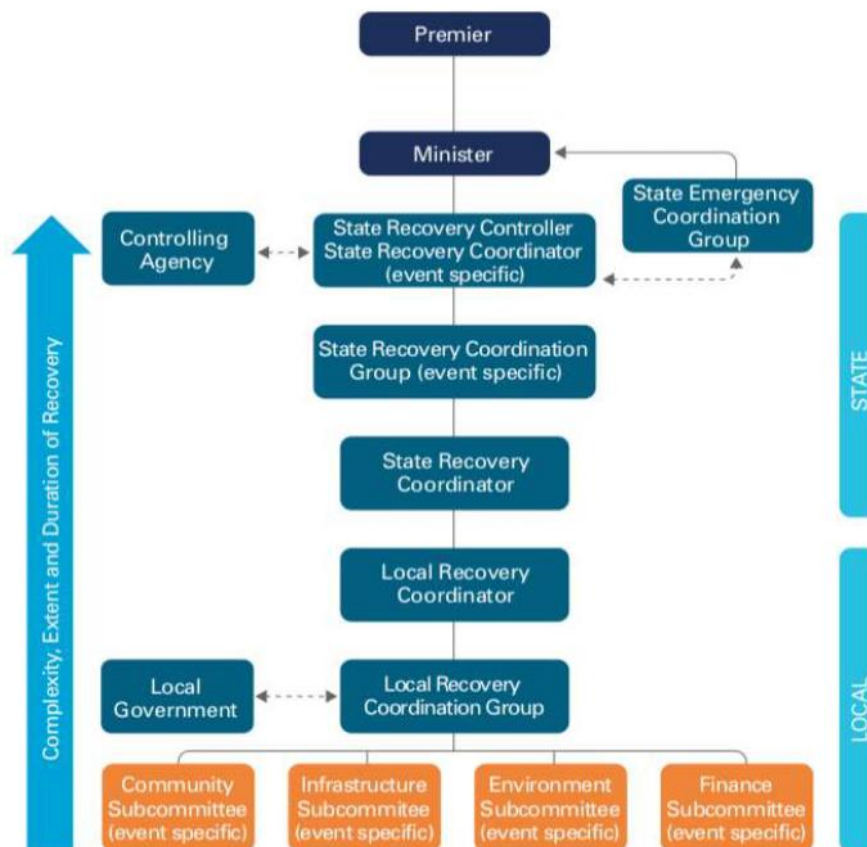 Premier
Minister
State Emergency
Coordination
Group
Controlling
Agency
State Recovery Controller
State Recovery Coordinator
(event specific)
State Recovery Coordination
Group (event specific)
State Recovery
Coordinator
Local Recovery
Coordinator
Local
Government
Local Recovery
Coordination Group
Community
Subcommittee
(event specific)
Infrastructure
Subcommitee
(event specific)
Environment
Subcommittee
(event specific)
Finance
Subcommittee
(event specific)
Complexity, Extent and Duration of Recovery
STATE
LOCAL